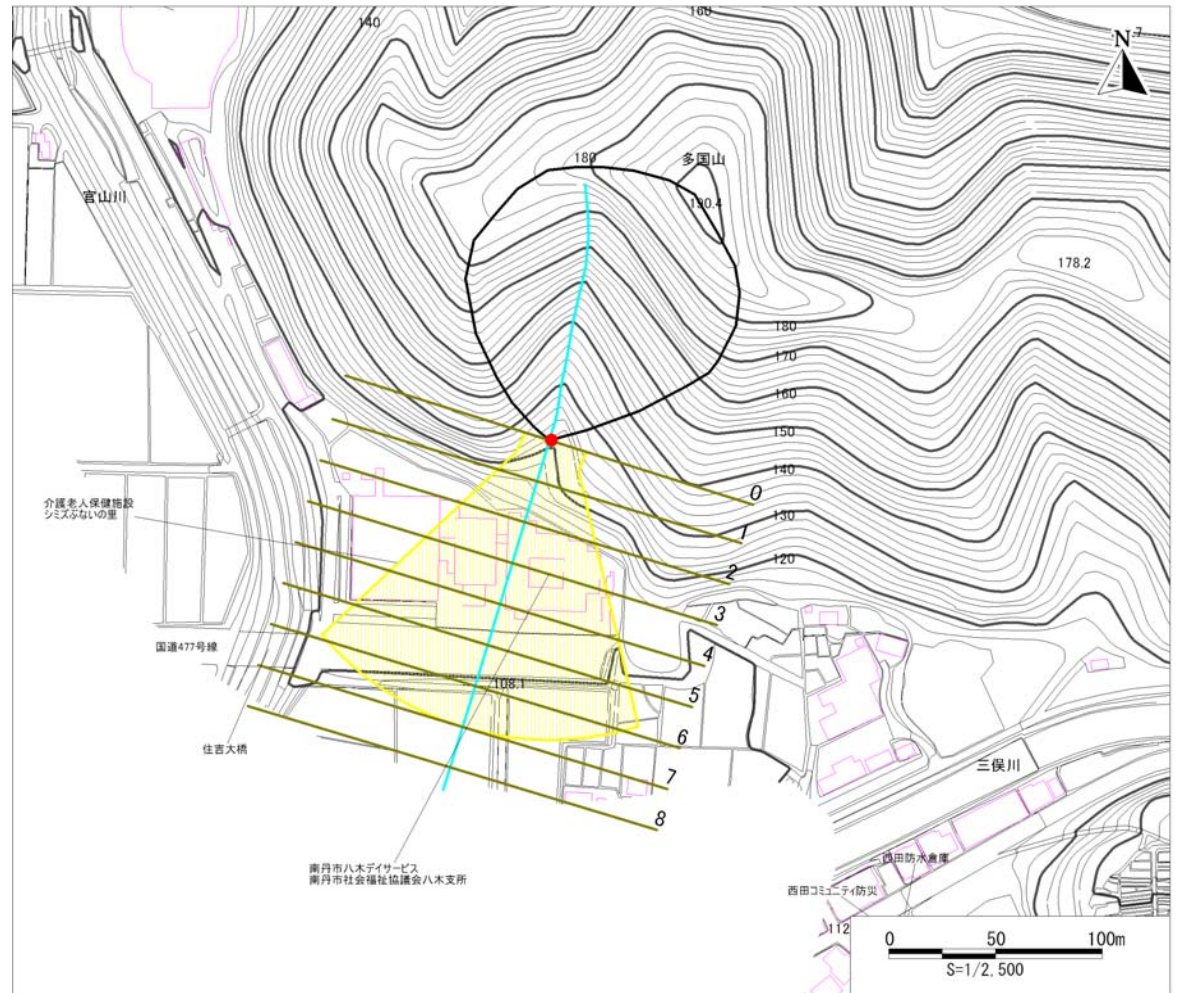 140
160
N
7
180
多国山
190.4
官山川
178.2
180
170
160
150
140
130
120
0
1
2
3
4
5
6
7
8
介護老人保健施設
シミズふないの里
国道477号線
108.1
住吉大橋
三俣川
南丹市八木デイサービス
南丹市社会福祉協議会八木支所
西田防水倉庫
西田コミュニティ防災
112
0 50 100m
S=1/2,500